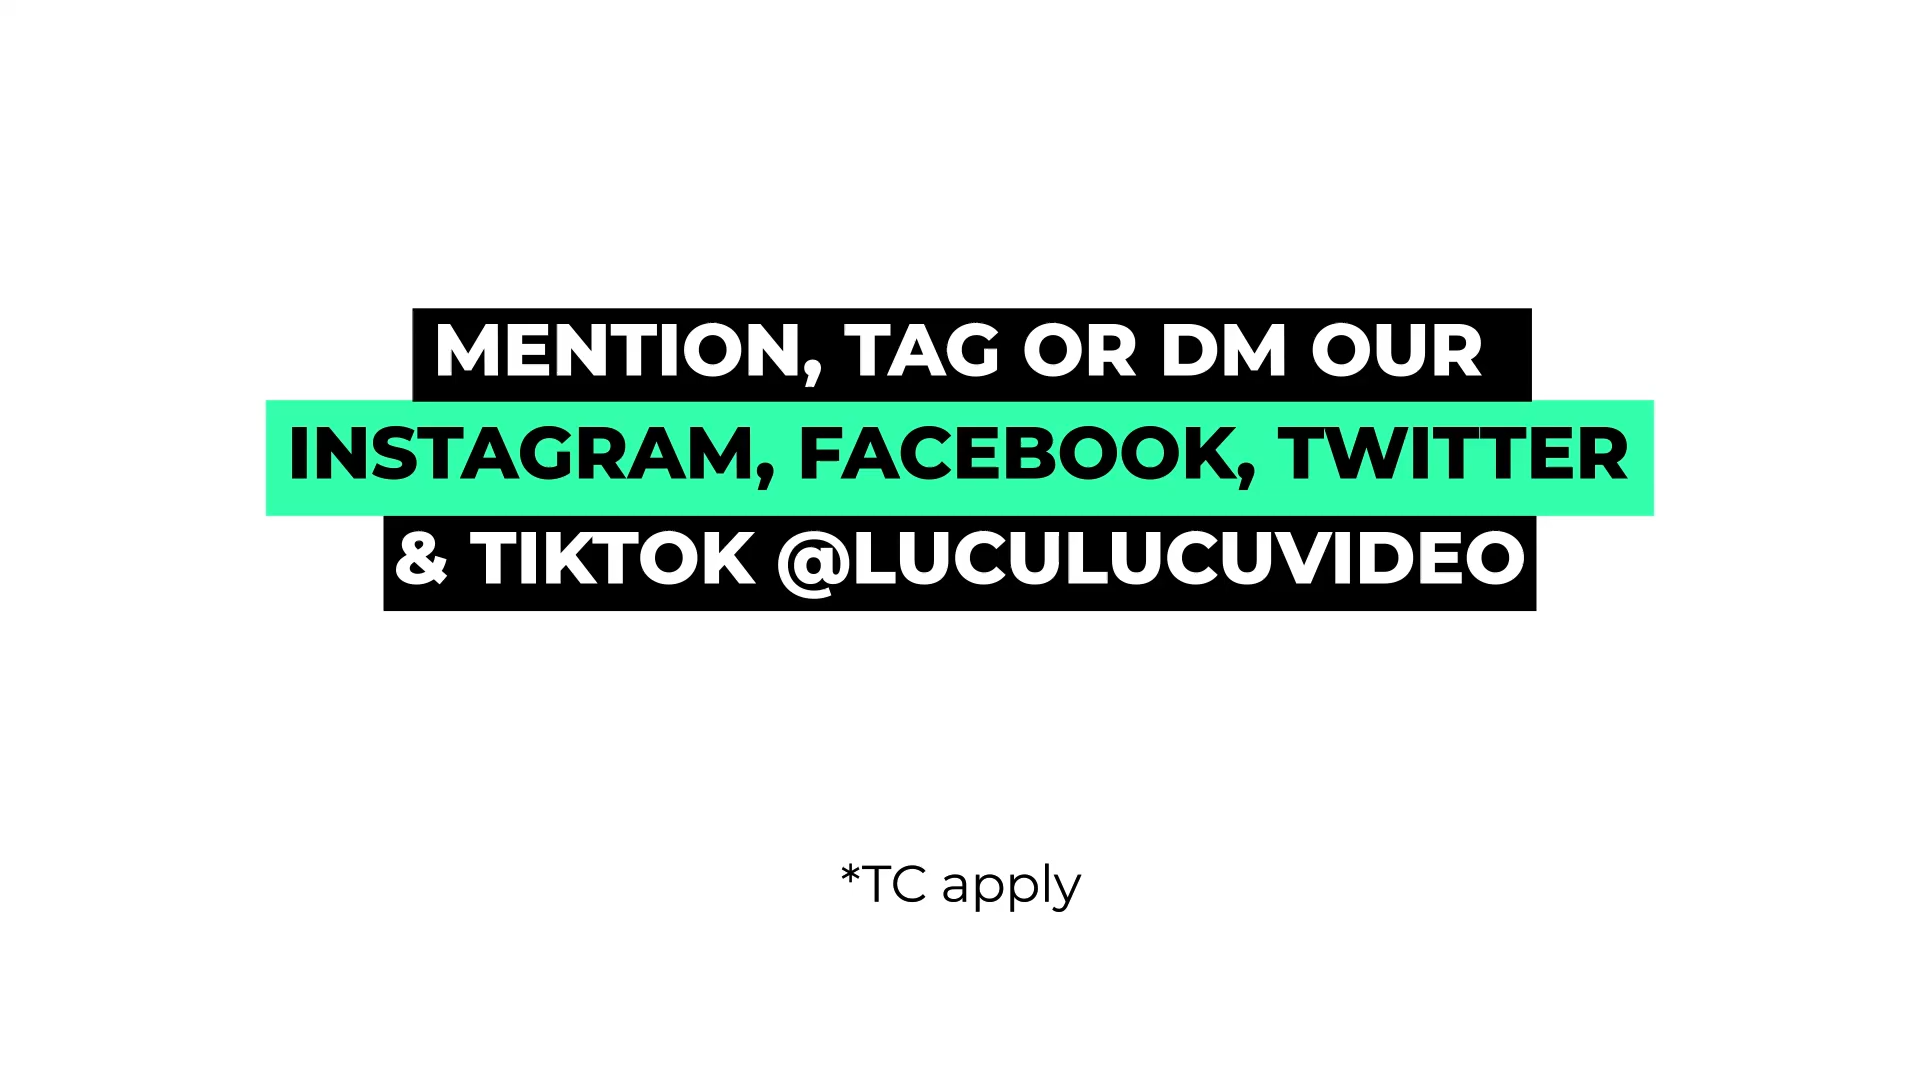 MENTION, TAG OR DM OUR
INSTAGRAM, FACEBOOK, TWITTER
& TIKTOK @LUCULUCUVIDEO
*TC apply